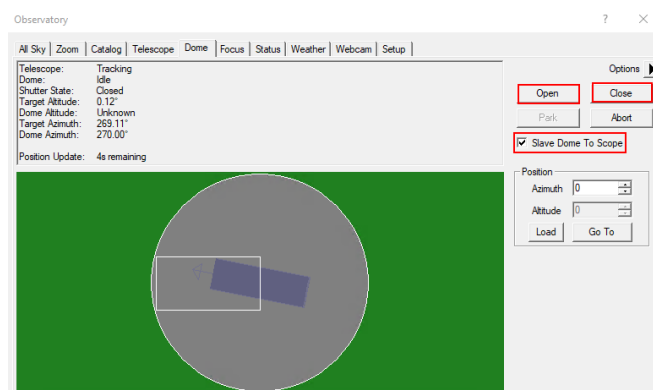 Observatory ?
All Sky Zoom Catalog Telescope Dome Focus Status Weather Webcam Setup
Telescope: Tracking
Dome: Idle
Shutter State: Closed
Target Altitude: 0.12°
Dome Altitude: Unknown
Target Azimuth: 269.11°
Dome Azimuth: 270.00°
Position Update: 4s remaining
Options
Open Close
Park Abort
Slave Dome To Scope
Position
Azimuth 0
Altitude 0
Load Go To